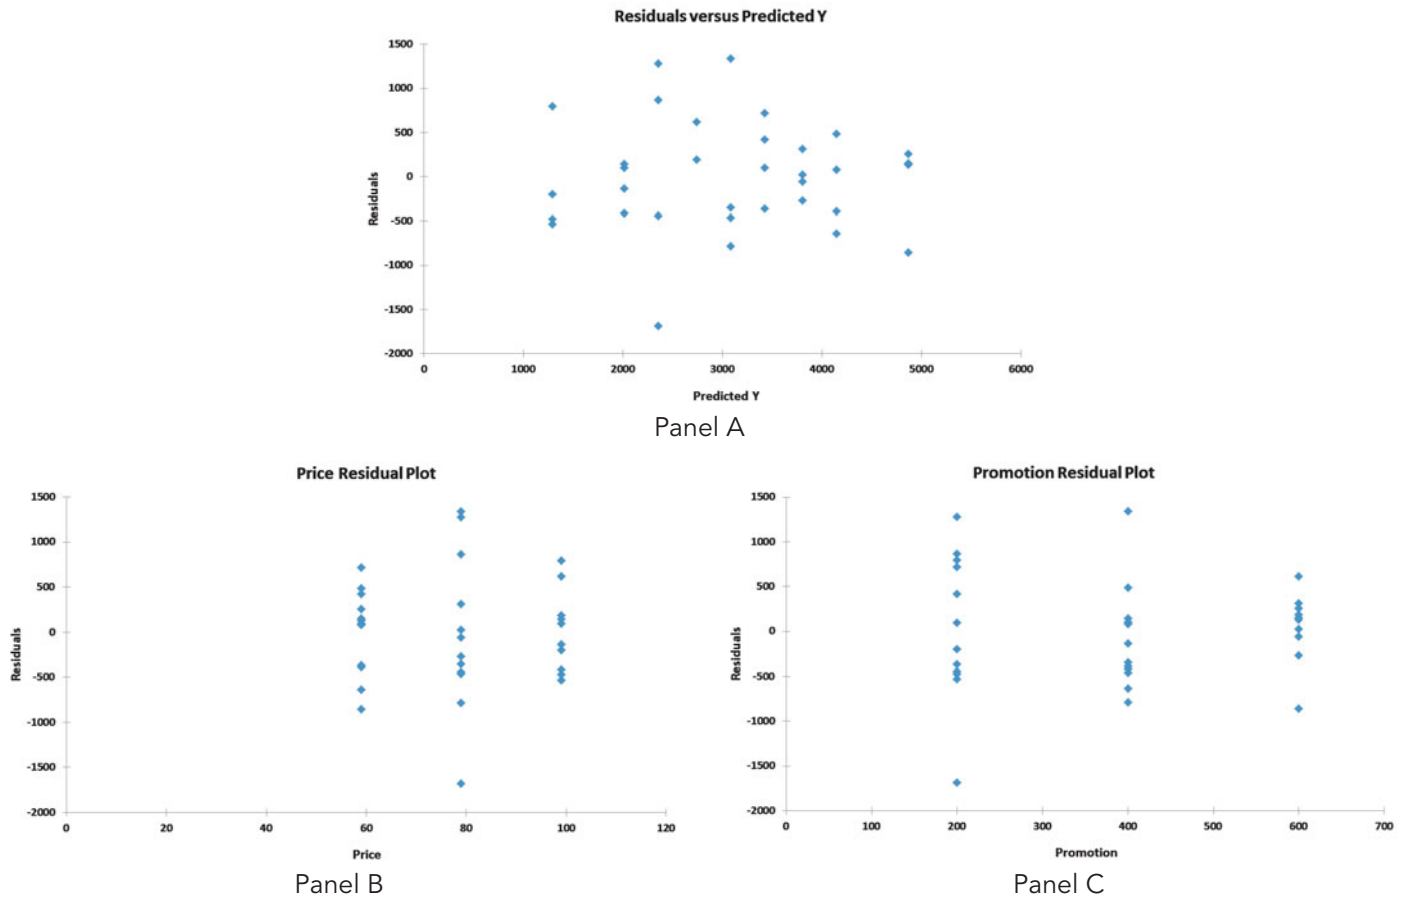 Residuals versus Predicted Y
1500
1000
500
0
-500
-1000
-1500
-2000
Residuals
0 1000 2000 3000 4000 5000 6000
Predicted Y
Panel A
Price Residual Plot
1500
1000
500
0
-500
-1000
-1500
-2000
Residuals
0 20 40 60 80 100 120
Price
Panel B
Promotion Residual Plot
1500
1000
500
0
-500
-1000
-1500
-2000
Residuals
0 100 200 300 400 500 600 700
Promotion
Panel C